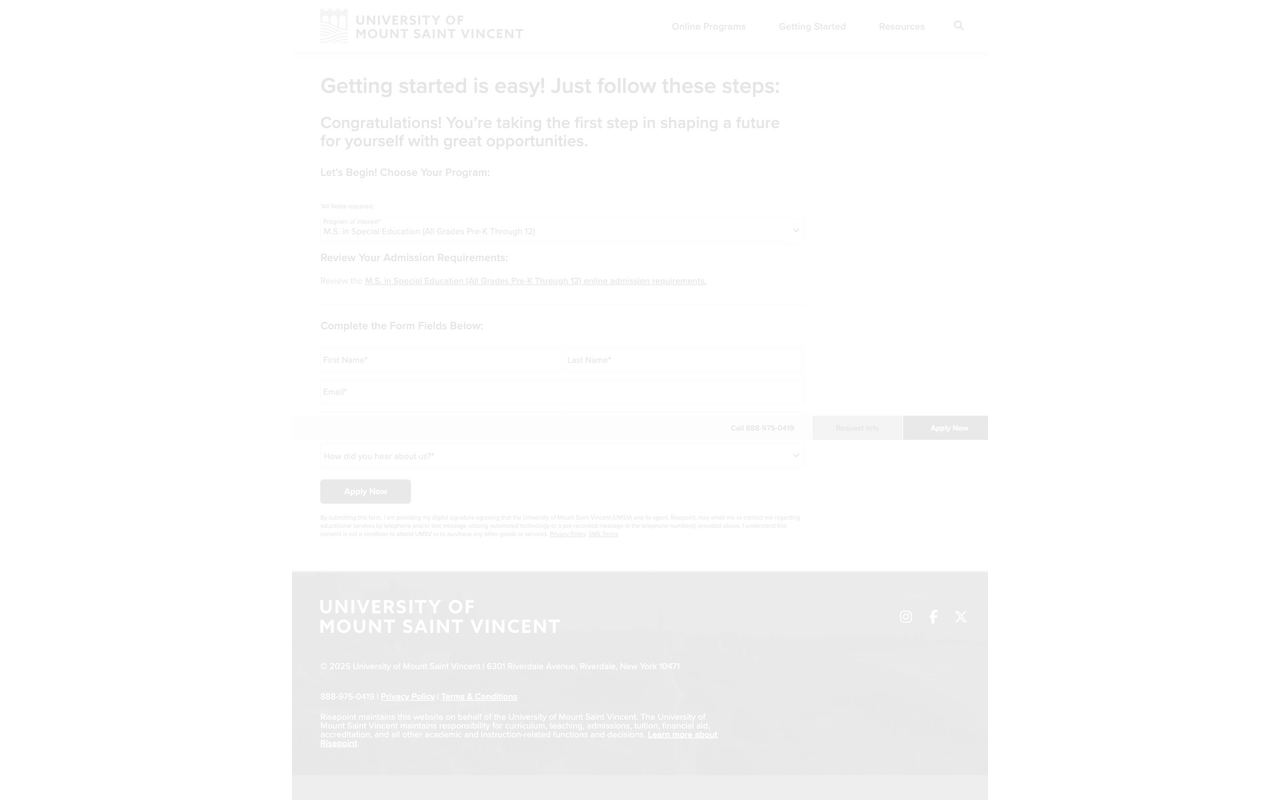 UNIVERSITY OF
MOUNT SAINT VINCENT
Online Programs
Getting Started
Resources
Getting started is easy! Just follow these steps:
Congratulations! You're taking the first step in shaping a future
for yourself with great opportunities.
Let's Begin! Choose Your Program:
*All fields required.
Program of Interest*
M.S. in Special Education (All Grades Pre-K Through 12)
Review Your Admission Requirements:
Review the M.S. in Special Education (All Grades Pre-K Through 12) online admission requirements.
Complete the Form Fields Below:
First Name*
Last Name*
Email*
Call 888-975-0419
Request Info
Apply Now
How did you hear about us?*
Apply Now
By submitting this form, I am providing my digital signature agreeing that the University of Mount Saint Vincent (UMSV) and its agent, Risepoint, may email me or contact me regarding
educational services by telephone and/or text message utilizing automated technology or a pre-recorded message at the telephone number(s) provided above. I understand this
consent is not a condition to attend UMSV or to purchase any other goods or services. Privacy Policy. SMS Terms.
UNIVERSITY OF
MOUNT SAINT VINCENT
© 2025 University of Mount Saint Vincent | 6301 Riverdale Avenue, Riverdale, New York 10471
888-975-0419 | Privacy Policy | Terms & Conditions
Risepoint maintains this website on behalf of the University of Mount Saint Vincent. The University of
Mount Saint Vincent maintains responsibility for curriculum, teaching, admissions, tuition, financial aid,
accreditation, and all other academic and instruction-related functions and decisions. Learn more about
Risepoint.